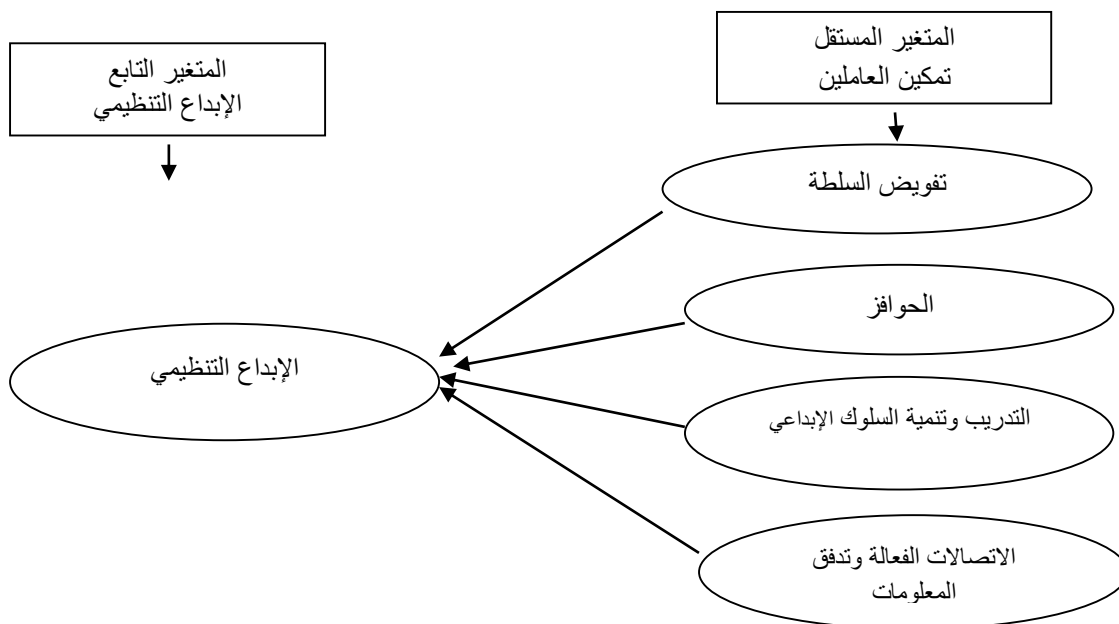 المتغير المستقل
تمكين العاملين
المتغير التابع
الإبداع التنظيمي
تفويض السلطة
الحوافز
الإبداع التنظيمي
التدريب وتنمية السلوك الإبداعي
الاتصالات الفعالة وتدفق
المعلومات